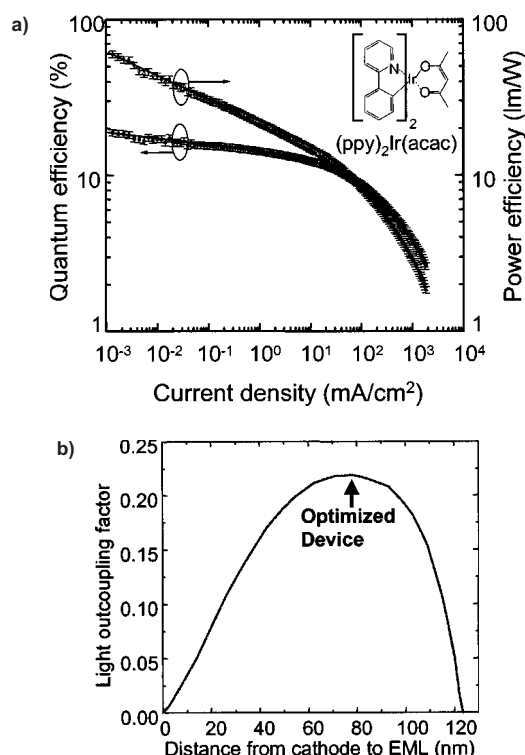 a)
100
100
Quantum efficiency (%)
Power efficiency (lm/W)
N
Ir
O
O
2
(ppy)₂Ir(acac)
10
10
1
1
10⁻³ 10⁻² 10⁻¹ 10⁰ 10¹ 10² 10³ 10⁴
Current density (mA/cm²)
b)
Light outcoupling factor
0.25
0.20
0.15
0.10
0.05
0.00
Optimized
Device
0 20 40 60 80 100 120
Distance from cathode to EML (nm)